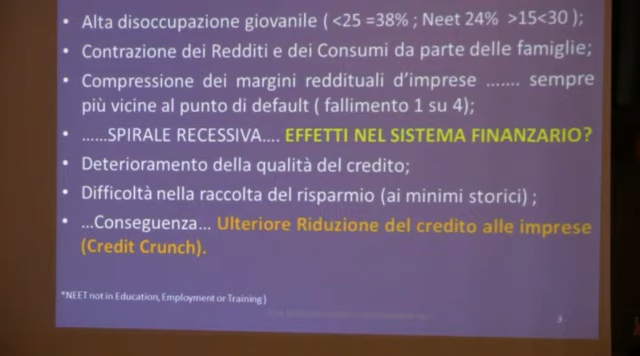 • Alta disoccupazione giovanile ( <25 =38% ; Neet 24% >15<30 );
• Contrazione dei Redditi e dei Consumi da parte delle famiglie;
• Compressione dei margini reddituali d'imprese ....... sempre
più vicine al punto di default ( fallimento 1 su 4);
• ......SPIRALE RECESSIVA.... EFFETTI NEL SISTEMA FINANZARIO?
• Deterioramento della qualità del credito;
• Difficoltà nella raccolta del risparmio (ai minimi storici) ;
• ...Conseguenza... Ulteriore Riduzione del credito alle imprese
(Credit Crunch).
*NEET not in Education, Employment or Training)
3